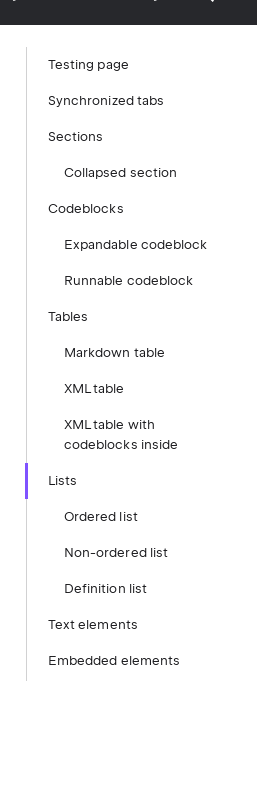 Testing page
Synchronized tabs
Sections
Collapsed section
Codeblocks
Expandable codeblock
Runnable codeblock
Tables
Markdown table
XML table
XML table with
codeblocks inside
Lists
Ordered list
Non-ordered list
Definition list
Text elements
Embedded elements